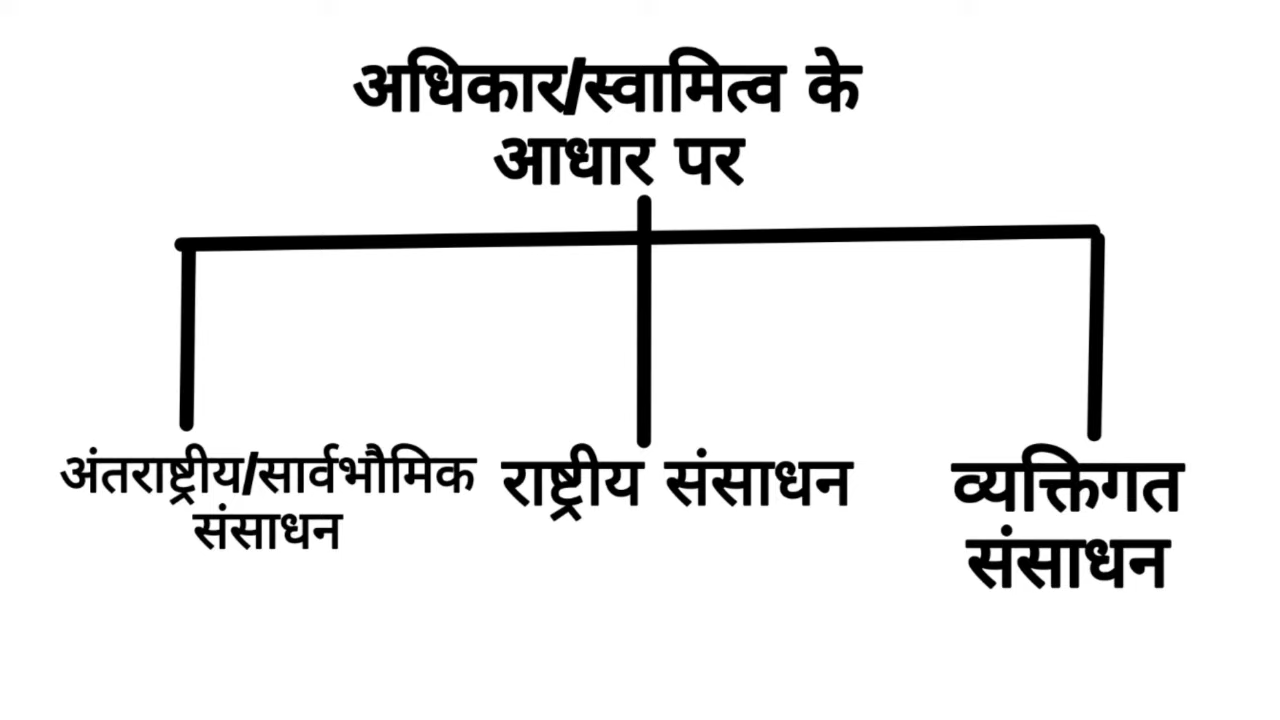 अधिकार/स्वामित्व के
आधार पर
अंतराष्ट्रीय/सार्वभौमिक
संसाधन
राष्ट्रीय संसाधन
व्यक्तिगत
संसाधन